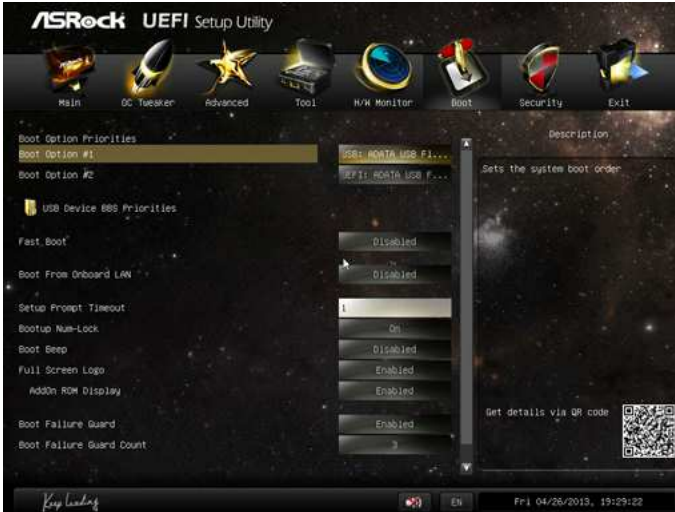 ASRock UEFI Setup Utility
Main OC Tweaker Advanced Tool H/W Monitor Boot Security Exit
Boot Option Priorities
Boot Option #1 USB: ADATA USB Fl...
Boot Option #2 UEFI: ADATA USB F...
USB Device BBS Priorities
Fast Boot Disabled
Boot From Onboard LAN Disabled
Setup Prompt Timeout 1
Bootup Num-Lock On
Boot Beep Disabled
Full Screen Logo Enabled
AddOn ROM Display Enabled
Boot Failure Guard Enabled
Boot Failure Guard Count 3
Description
Sets the system boot order
Get details via QR code
Keep Leading
EN
Fri 04/26/2013, 19:29:22